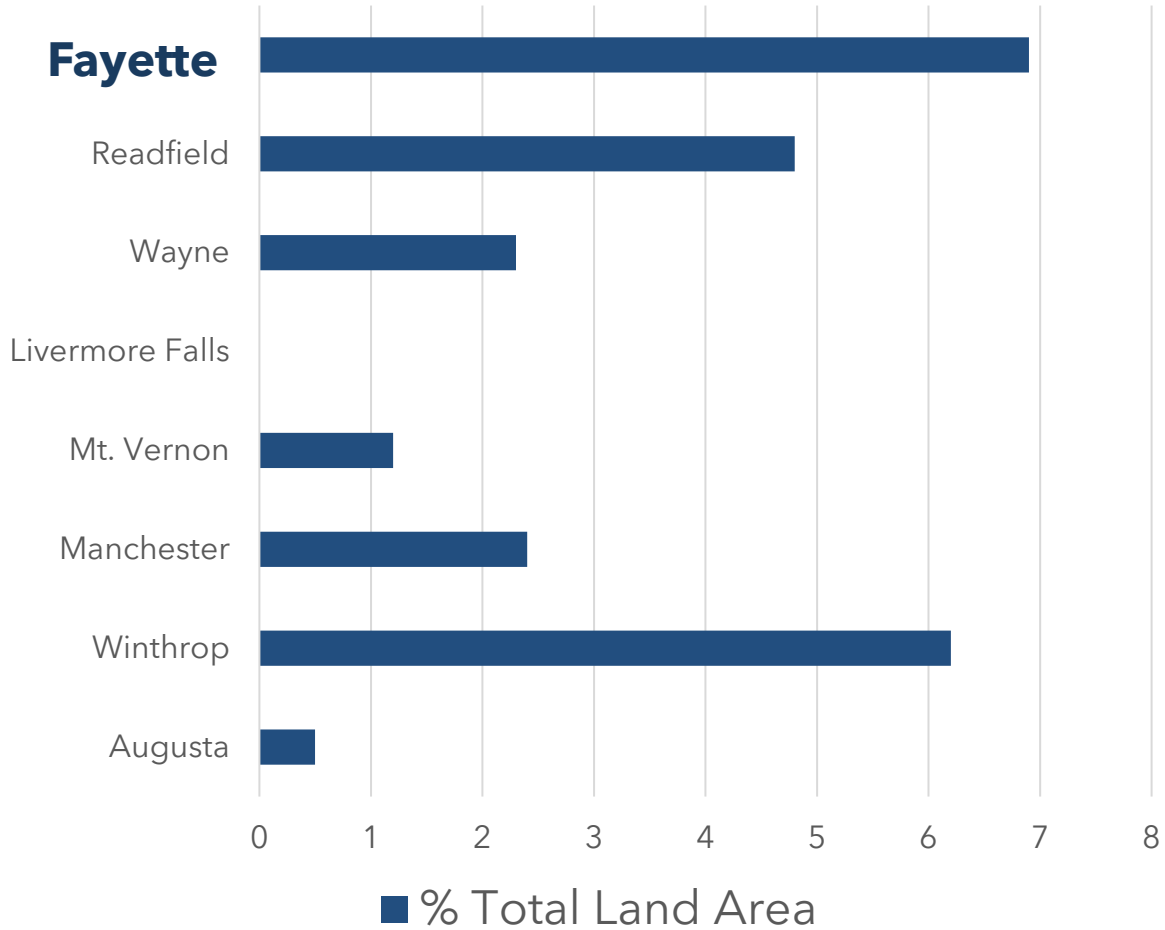 Fayette
Readfield
Wayne
Livermore Falls
Mt. Vernon
Manchester
Winthrop
Augusta
0 1 2 3 4 5 6 7 8
% Total Land Area